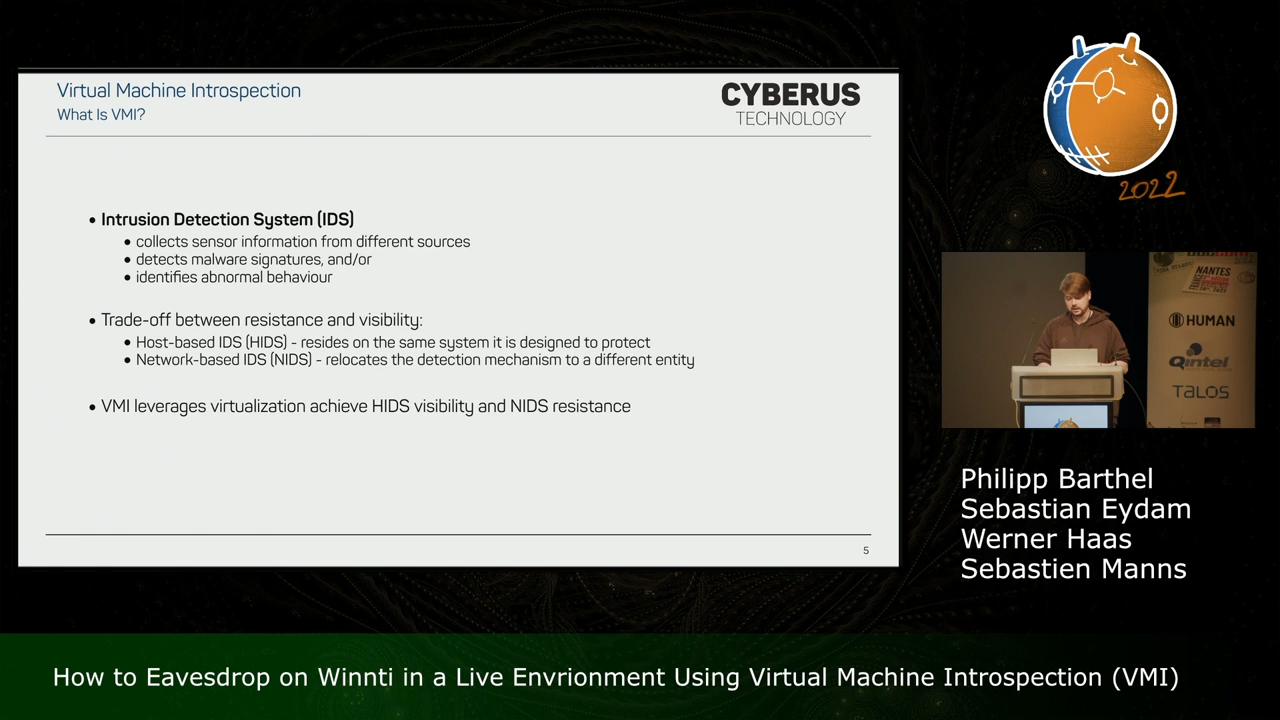 Virtual Machine Introspection
What Is VMI?
CYBERUS
TECHNOLOGY
• Intrusion Detection System (IDS)
• collects sensor information from different sources
• detects malware signatures, and/or
• identifies abnormal behaviour
• Trade-off between resistance and visibility:
• Host-based IDS (HIDS) - resides on the same system it is designed to protect
• Network-based IDS (NIDS) - relocates the detection mechanism to a different entity
• VMI leverages virtualization achieve HIDS visibility and NIDS resistance
5
2022
NANTES
HUMAN
Qintel
TALOS
Philipp Barthel
Sebastian Eydam
Werner Haas
Sebastien Manns
How to Eavesdrop on Winnti in a Live Envrionment Using Virtual Machine Introspection (VMI)